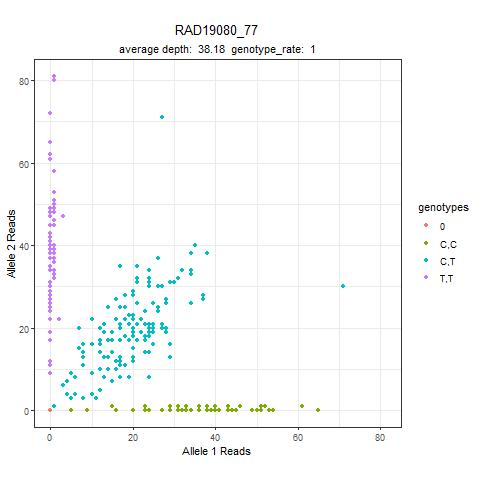 RAD19080_77
average depth: 38.18 genotype_rate: 1
80
60
40
20
0
Allele 2 Reads
0 20 40 60 80
Allele 1 Reads
genotypes
0
C,C
C,T
T,T